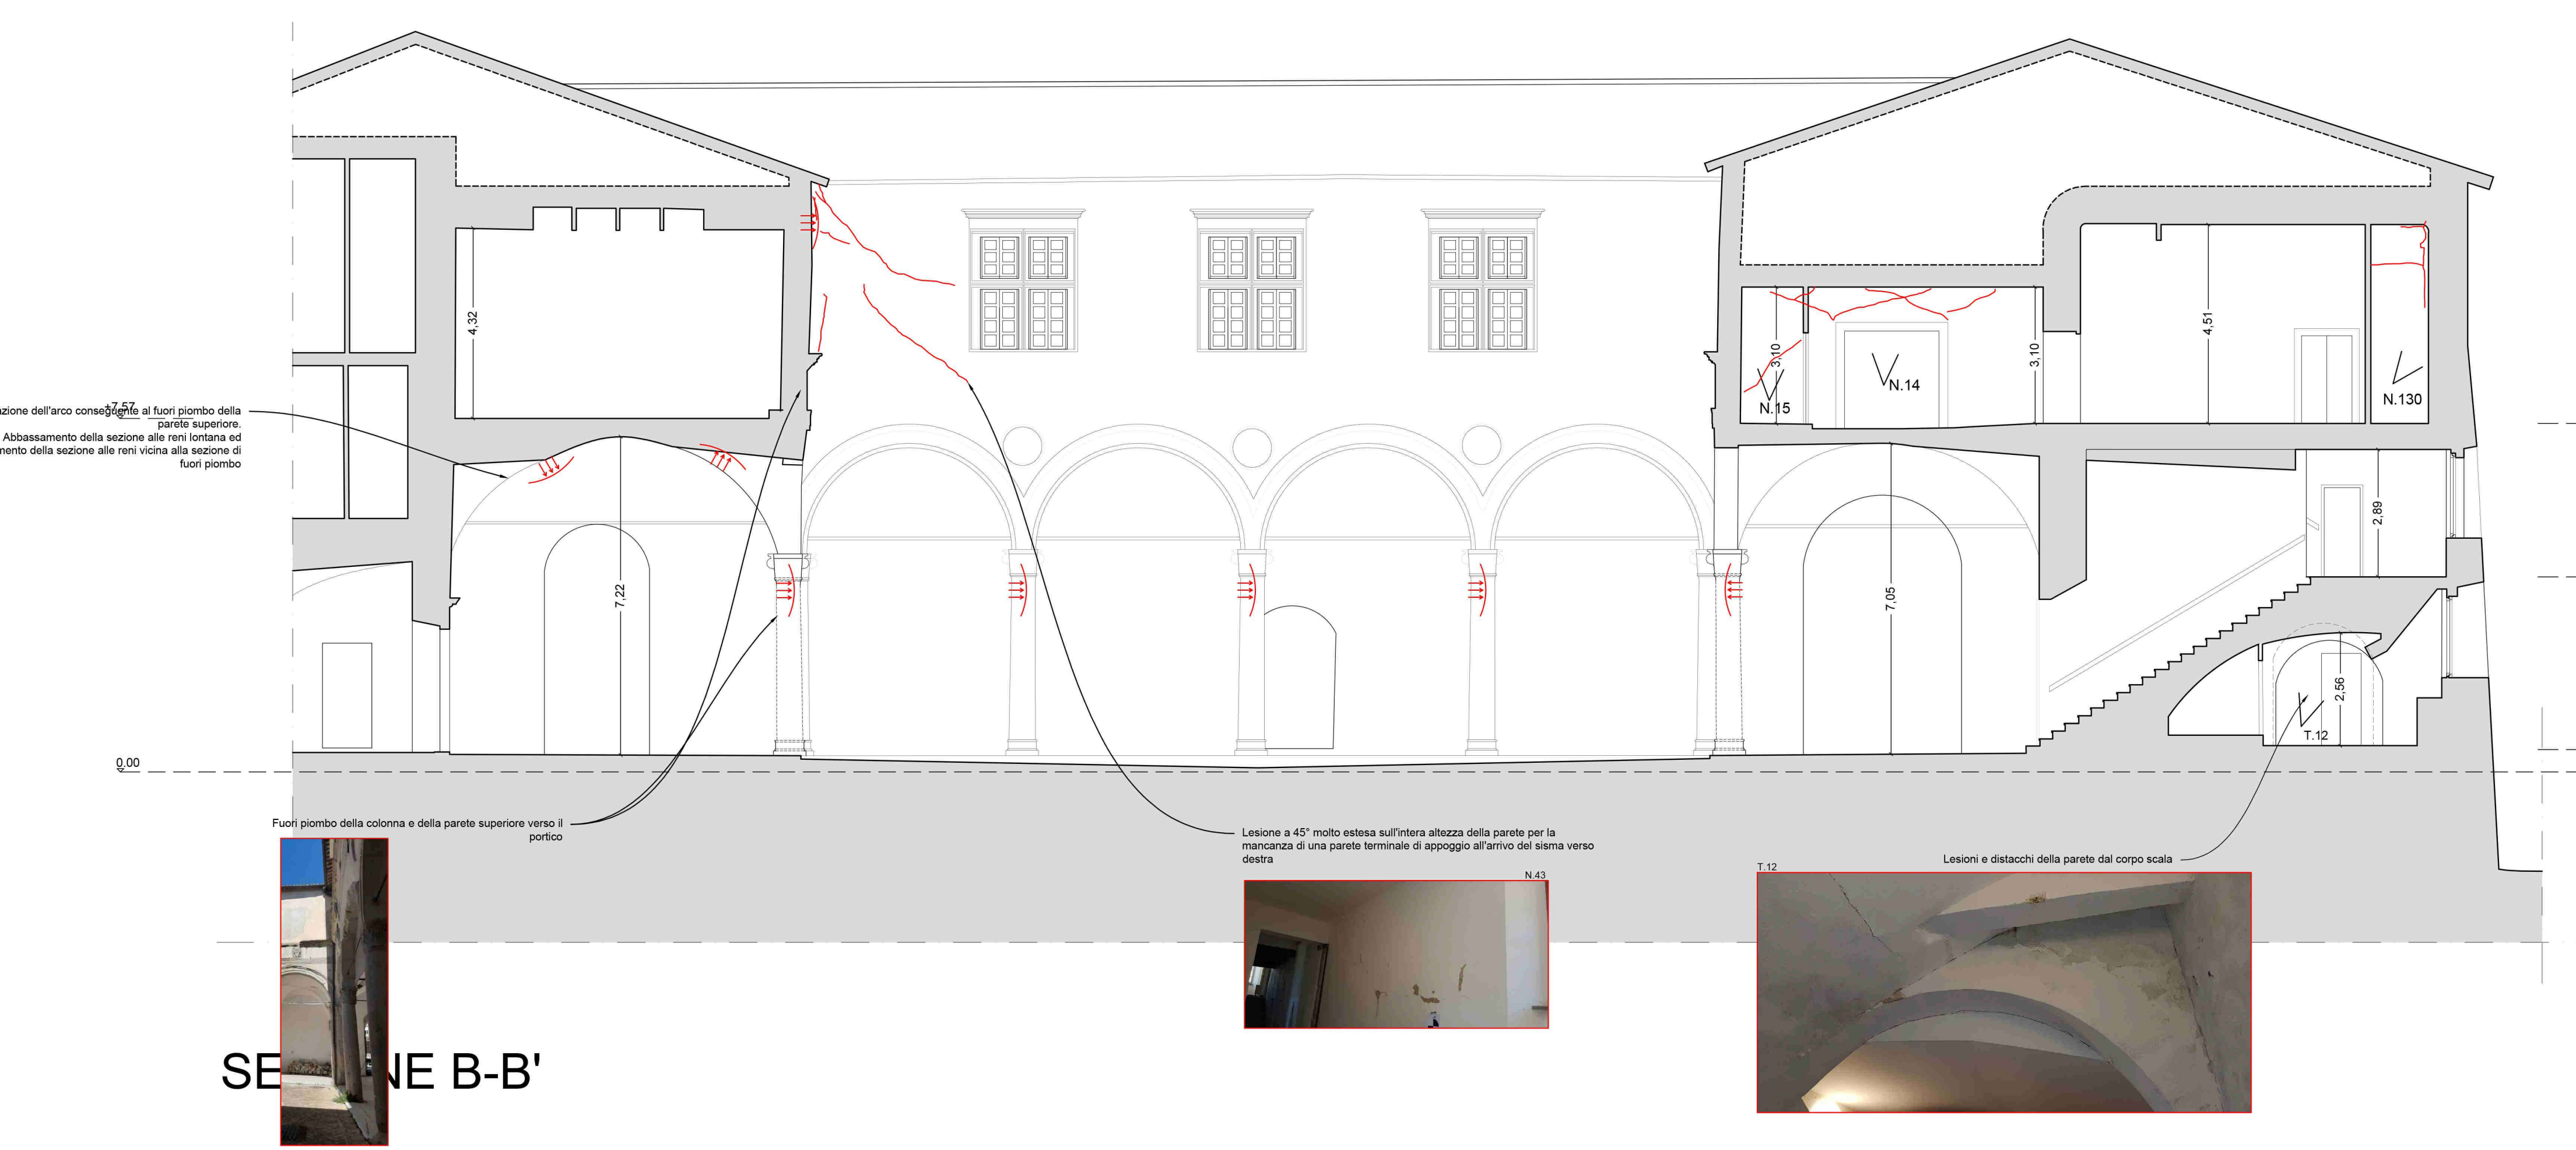 4,32
4,51
3,10
3,10
N.14
N.15
N.130
+7,57
dell'arco conseguente al fuori piombo della
parete superiore.
Abbassamento della sezione alle reni lontana ed
della sezione alle reni vicina alla sezione di
fuori piombo
2,89
7,22
7,05
2,56
T.12
0.00
Fuori piombo della colonna e della parete superiore verso il
portico
Lesione a 45° molto estesa sull'intera altezza della parete per la
mancanza di una parete terminale di appoggio all'arrivo del sisma verso
destra
Lesioni e distacchi della parete dal corpo scala
T.12
N.43
B-B'